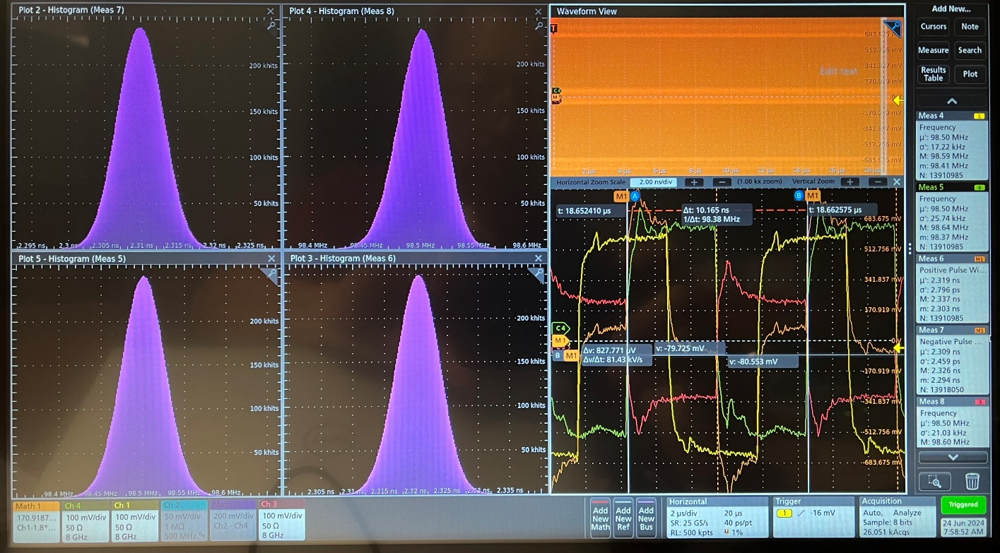 Plot 2 - Histogram (Meas 7)
200 khits
150 khits
100 khits
50 khits
2.295 ns 2.3 ns 2.305 ns 2.31 ns 2.315 ns 2.32 ns 2.325 ns
Plot 4 - Histogram (Meas 8)
200 khits
150 khits
100 khits
50 khits
98.4 MHz 98.45 MHz 98.5 MHz 98.55 MHz 98.6 MHz
Plot 5 - Histogram (Meas 5)
200 khits
150 khits
100 khits
50 khits
98.4 MHz 98.45 MHz 98.5 MHz 98.55 MHz 98.6 MHz
Plot 3 - Histogram (Meas 6)
200 khits
150 khits
100 khits
50 khits
2.305 ns 2.31 ns 2.315 ns 2.32 ns 2.325 ns 2.33 ns 2.335 ns
Waveform View
T
683.675 mV
512.756 mV
Edit text
341.837 mV
170.919 mV
C4
M1
-170.919 mV
-341.837 mV
-512.756 mV
-683.675 mV
2 µs 4 µs 6 µs 8 µs 10 µs 12 µs 14 µs 16 µs 18 µs
Horizontal Zoom Scale 2.00 ns/div + − (1.00 kx zoom) Vertical Zoom + −
M1 A B M1
t: 18.652410 µs
Δt: 10.165 ns
1/Δt: 98.38 MHz
t: 18.662575 µs
683.675 mV
512.756 mV
341.837 mV
170.919 mV
C4
M1
0 V
B M1
Δv: 827.771 µV
Δv/Δt: 81.43 kV/s
v: -79.725 mV
v: -80.553 mV
-170.919 mV
-341.837 mV
-512.756 mV
-683.675 mV
Add New...
Cursors
Note
Measure
Search
Results Table
Plot
Meas 4 1
Frequency
µ': 98.50 MHz
σ': 17.22 kHz
M: 98.59 MHz
m: 98.41 MHz
N: 13910985
Meas 5 4
Frequency
µ': 98.50 MHz
σ': 25.74 kHz
M: 98.64 MHz
m: 98.37 MHz
N: 13910985
Meas 6 M1
Positive Pulse Wi...
µ': 2.319 ns
σ': 2.796 ps
M: 2.337 ns
m: 2.303 ns
N: 13910985
Meas 7 M1
Negative Pulse ...
µ': 2.309 ns
σ': 2.459 ps
M: 2.326 ns
m: 2.294 ns
N: 13918050
Meas 8 3
Frequency
µ': 98.50 MHz
σ': 21.03 kHz
M: 98.60 MHz
Math 1
170.9187...
Ch1-1.8*...
Ch 4
100 mV/div
50 Ω
8 GHz
Ch 1
100 mV/div
50 Ω
8 GHz
Ch 2
50 mV/div
1 MΩ
500 MHz
Math 2
200 mV/div
Ch2 - Ch4
Ch 3
100 mV/div
50 Ω
8 GHz
Add New Math
Add New Ref
Add New Bus
Horizontal
2 µs/div 20 µs
SR: 25 GS/s 40 ps/pt
RL: 500 kpts 1%
Trigger
1 -16 mV
Acquisition
Auto, Analyze
Sample: 8 bits
26.051 kAcqs
Triggered
24 Jun 2024
7:58:52 AM